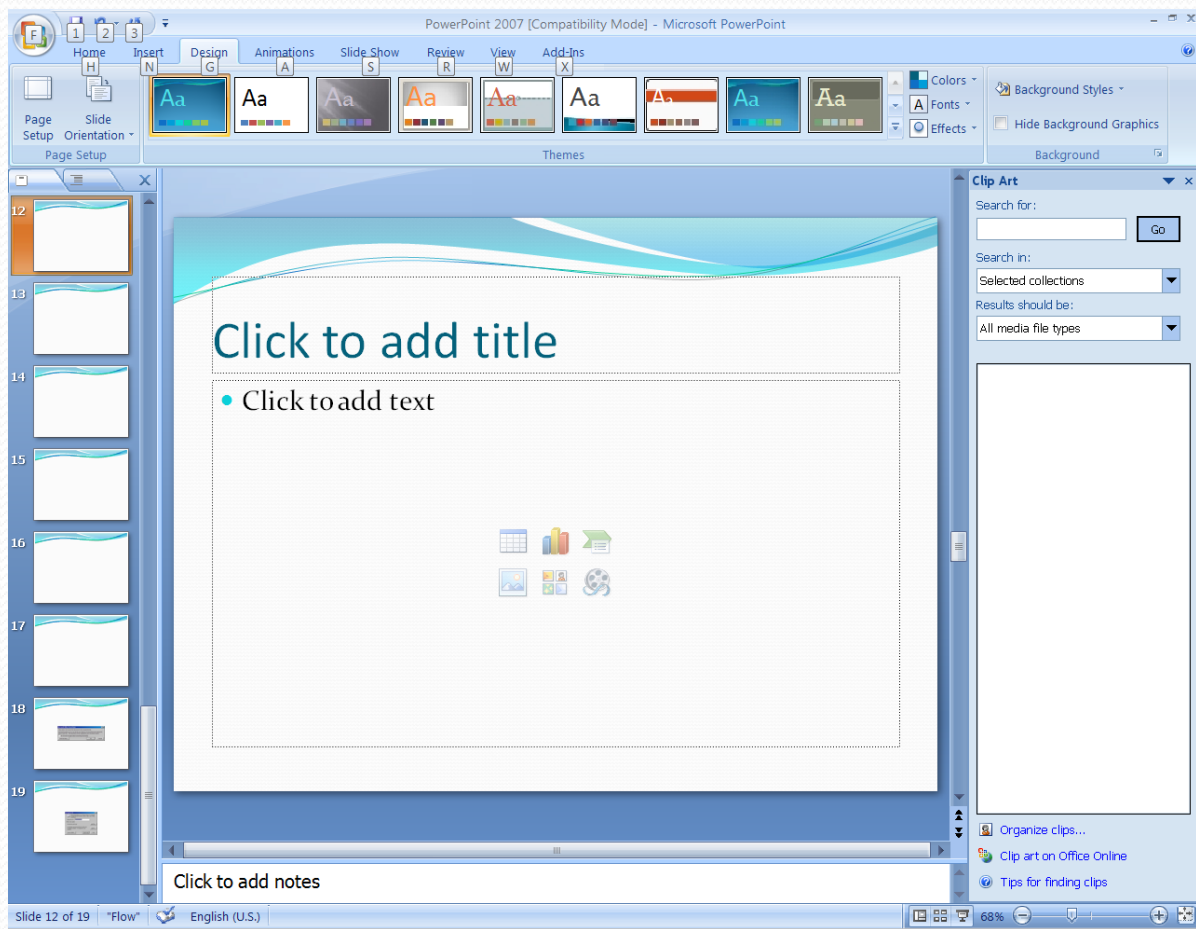 PowerPoint 2007 [Compatibility Mode] - Microsoft PowerPoint
F 1 2 3
Home Insert Design Animations Slide Show Review View Add-Ins
H N G A S R W X
Page Setup
Slide Orientation
Aa Aa Aa Aa Aa Aa Aa Aa Aa
Colors
Fonts
Effects
Background Styles
Hide Background Graphics
Page Setup
Themes
Background
12
13
14
15
16
17
18
19
Click to add title
Click to add text
Click to add notes
Clip Art
Search for:
Go
Search in:
Selected collections
Results should be:
All media file types
Organize clips...
Clip art on Office Online
Tips for finding clips
Slide 12 of 19 "Flow" English (U.S.) 68%